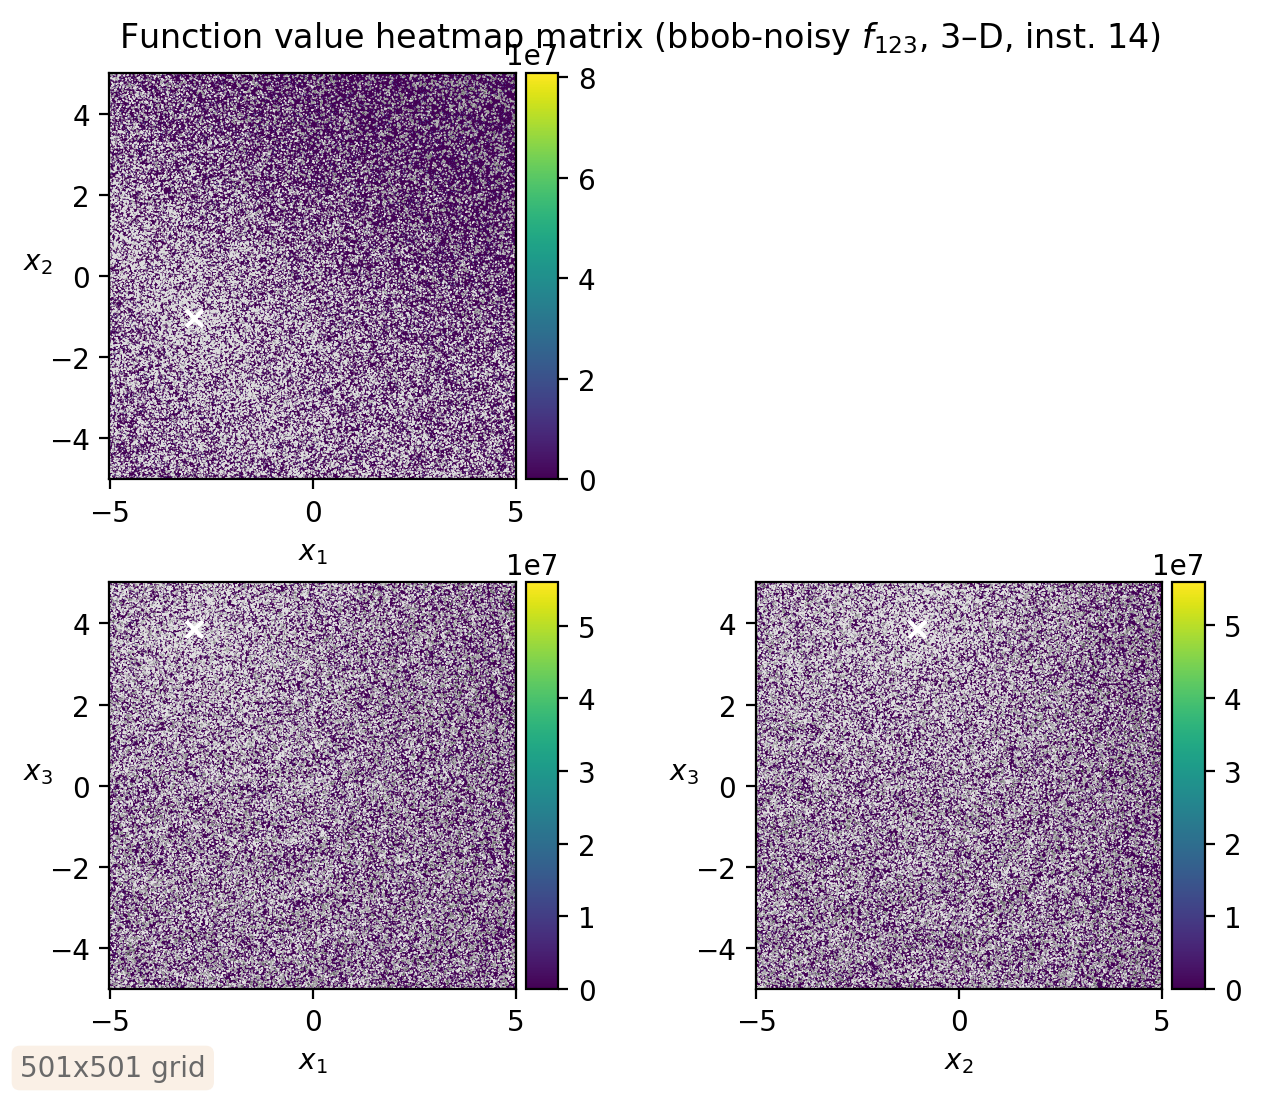 Function value heatmap matrix (bbob-noisy f₁₂₃, 3–D, inst. 14)
1e7
8
6
4
2
0
4
2
0
−2
−4
x₂
−5 0 5
x₁
1e7
5
4
3
2
1
0
4
2
0
−2
−4
x₃
−5 0 5
x₁
1e7
5
4
3
2
1
0
4
2
0
−2
−4
x₃
−5 0 5
x₂
501x501 grid